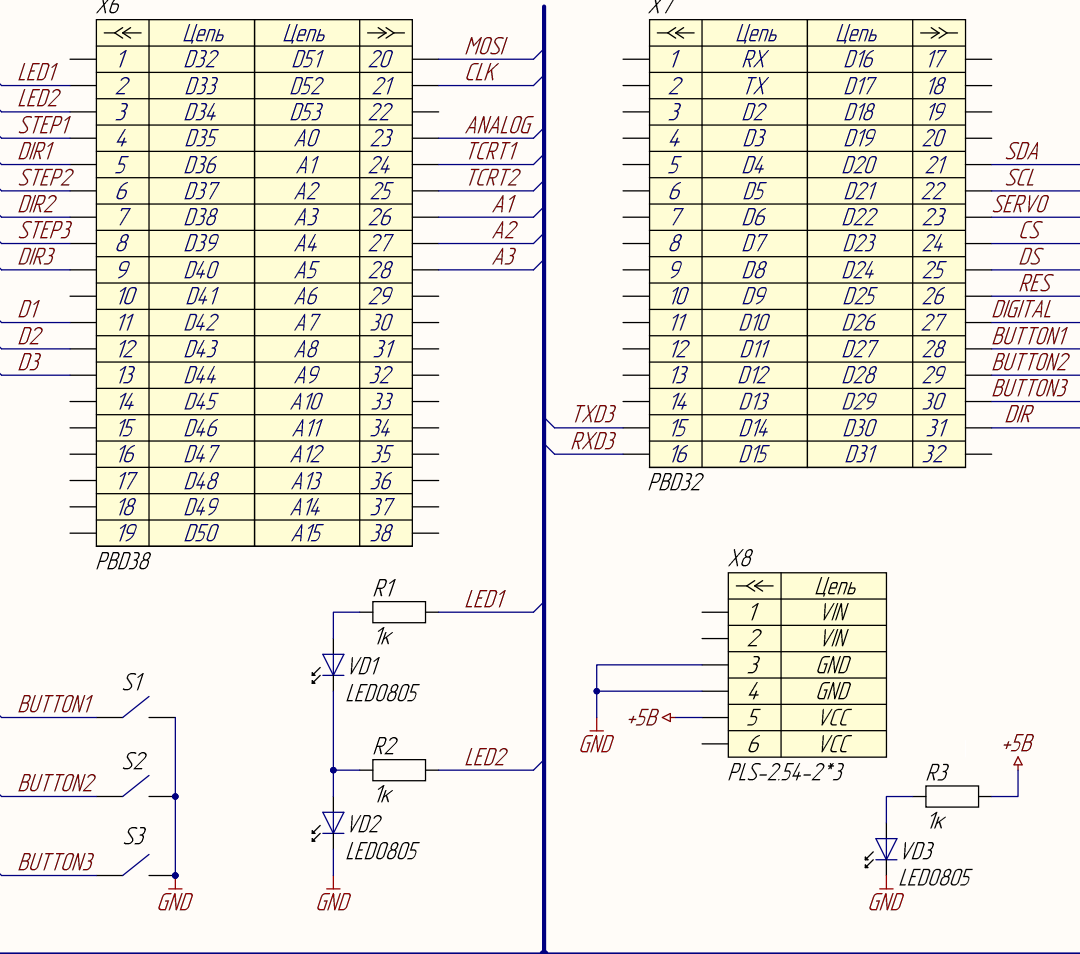 X6
Цепь Цепь
1 D32 D51 20
2 D33 D52 21
3 D34 D53 22
4 D35 A0 23
5 D36 A1 24
6 D37 A2 25
7 D38 A3 26
8 D39 A4 27
9 D40 A5 28
10 D41 A6 29
11 D42 A7 30
12 D43 A8 31
13 D44 A9 32
14 D45 A10 33
15 D46 A11 34
16 D47 A12 35
17 D48 A13 36
18 D49 A14 37
19 D50 A15 38
PBD38
LED1
LED2
STEP1
DIR1
STEP2
DIR2
STEP3
DIR3
D1
D2
D3
MOSI
CLK
ANALOG
TCRT1
TCRT2
A1
A2
A3
X7
Цепь Цепь
1 RX D16 17
2 TX D17 18
3 D2 D18 19
4 D3 D19 20
5 D4 D20 21
6 D5 D21 22
7 D6 D22 23
8 D7 D23 24
9 D8 D24 25
10 D9 D25 26
11 D10 D26 27
12 D11 D27 28
13 D12 D28 29
14 D13 D29 30
15 D14 D30 31
16 D15 D31 32
PBD32
TXD3
RXD3
SDA
SCL
SERVO
CS
DS
RES
DIGITAL
BUTTON1
BUTTON2
BUTTON3
DIR
R1
1к
LED1
VD1
LED0805
R2
1к
LED2
VD2
LED0805
GND
BUTTON1
S1
BUTTON2
S2
BUTTON3
S3
GND
X8
Цепь
1 VIN
2 VIN
3 GND
4 GND
5 VCC
6 VCC
PLS-2.54-2*3
+5В
GND
+5В
R3
1к
VD3
LED0805
GND